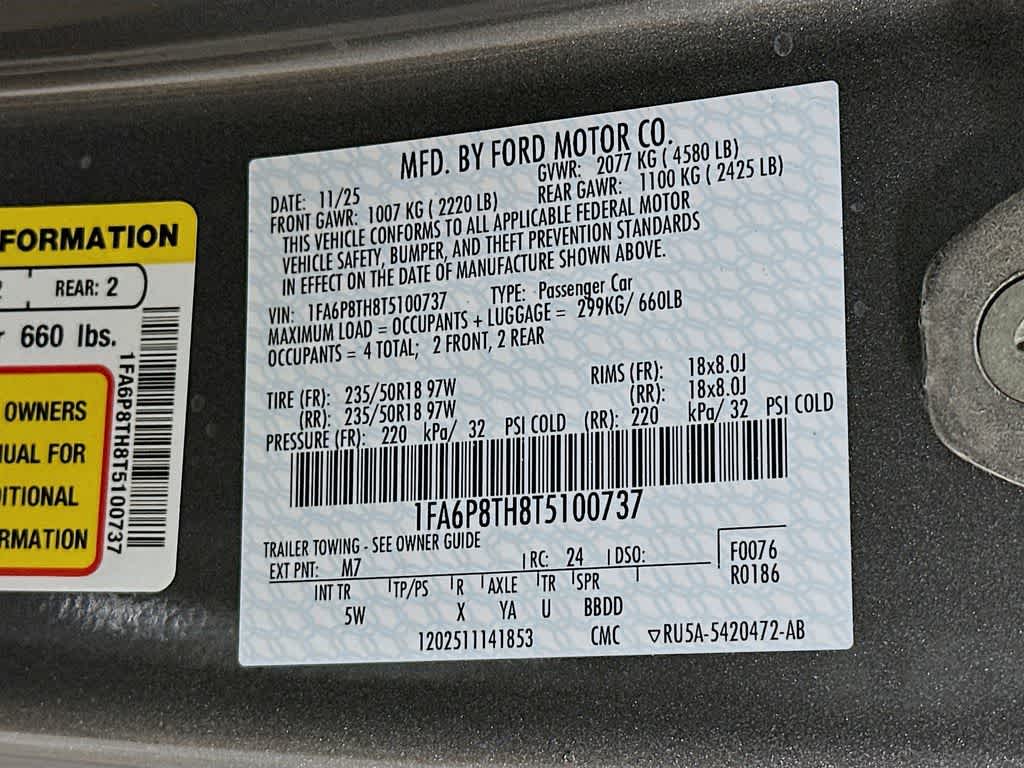 MFD. BY FORD MOTOR CO.
DATE: 11/25 GVWR: 2077 KG ( 4580 LB)
FRONT GAWR: 1007 KG ( 2220 LB) REAR GAWR: 1100 KG ( 2425 LB)
THIS VEHICLE CONFORMS TO ALL APPLICABLE FEDERAL MOTOR
VEHICLE SAFETY, BUMPER, AND THEFT PREVENTION STANDARDS
IN EFFECT ON THE DATE OF MANUFACTURE SHOWN ABOVE.
VIN: 1FA6P8TH8T5100737 TYPE: Passenger Car
MAXIMUM LOAD = OCCUPANTS + LUGGAGE = 299KG/ 660LB
OCCUPANTS = 4 TOTAL; 2 FRONT, 2 REAR
TIRE (FR): 235/50R18 97W RIMS (FR): 18x8.0J
(RR): 235/50R18 97W (RR): 18x8.0J
PRESSURE (FR): 220 kPa/ 32 PSI COLD (RR): 220 kPa/ 32 PSI COLD
1FA6P8TH8T5100737
TRAILER TOWING - SEE OWNER GUIDE
EXT PNT: M7 RC: 24 DSO: F0076
R0186
INT TR TP/PS R AXLE TR SPR
5W X YA U BBDD
1202511141853 CMC ▽RU5A-5420472-AB
FORMATION
2 REAR: 2
r 660 lbs.
OWNERS
UAL FOR
ITIONAL
RMATION
1FA6P8TH8T5100737